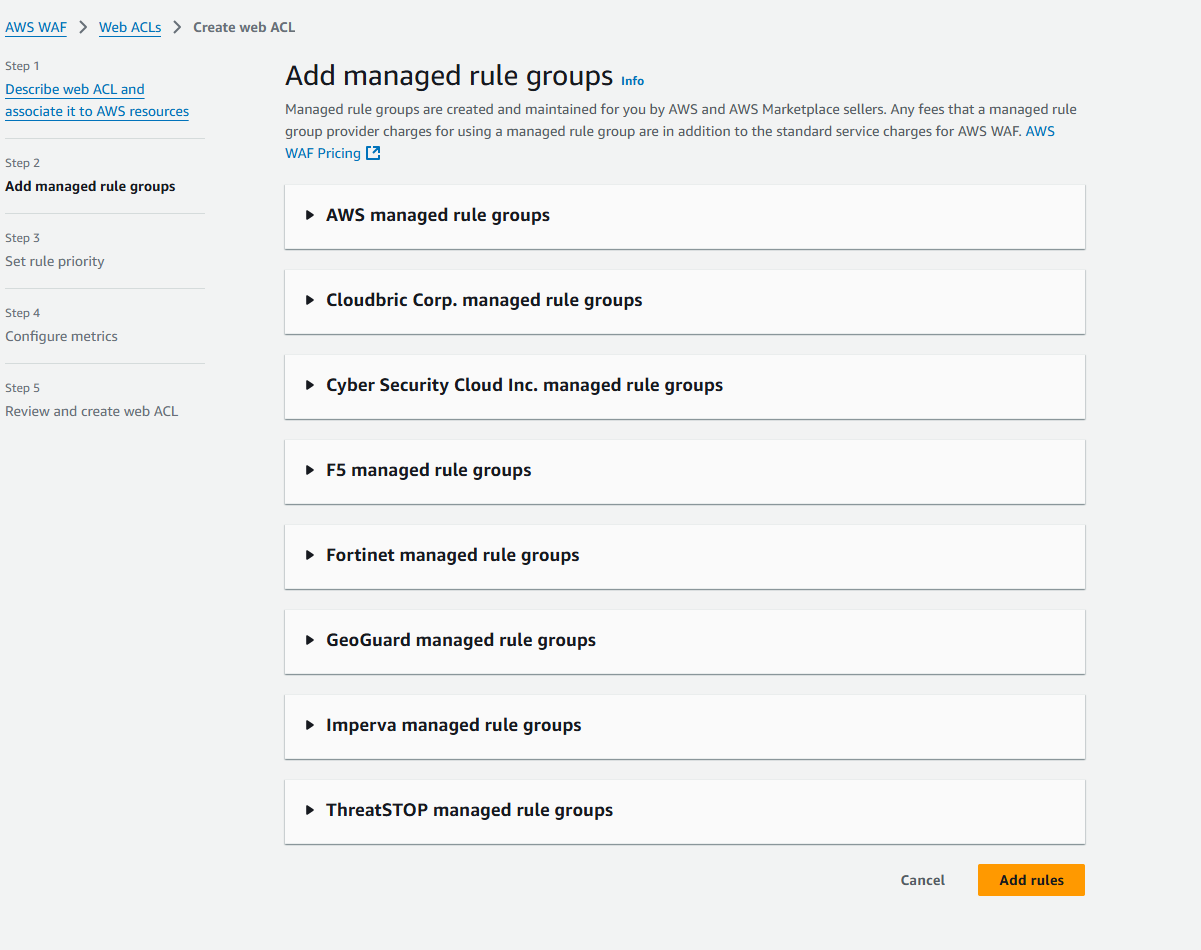 AWS WAF > Web ACLs > Create web ACL
Step 1
Describe web ACL and
associate it to AWS resources
Step 2
Add managed rule groups
Step 3
Set rule priority
Step 4
Configure metrics
Step 5
Review and create web ACL
Add managed rule groups Info
Managed rule groups are created and maintained for you by AWS and AWS Marketplace sellers. Any fees that a managed rule
group provider charges for using a managed rule group are in addition to the standard service charges for AWS WAF. AWS
WAF Pricing
AWS managed rule groups
Cloudbric Corp. managed rule groups
Cyber Security Cloud Inc. managed rule groups
F5 managed rule groups
Fortinet managed rule groups
GeoGuard managed rule groups
Imperva managed rule groups
ThreatSTOP managed rule groups
Cancel Add rules